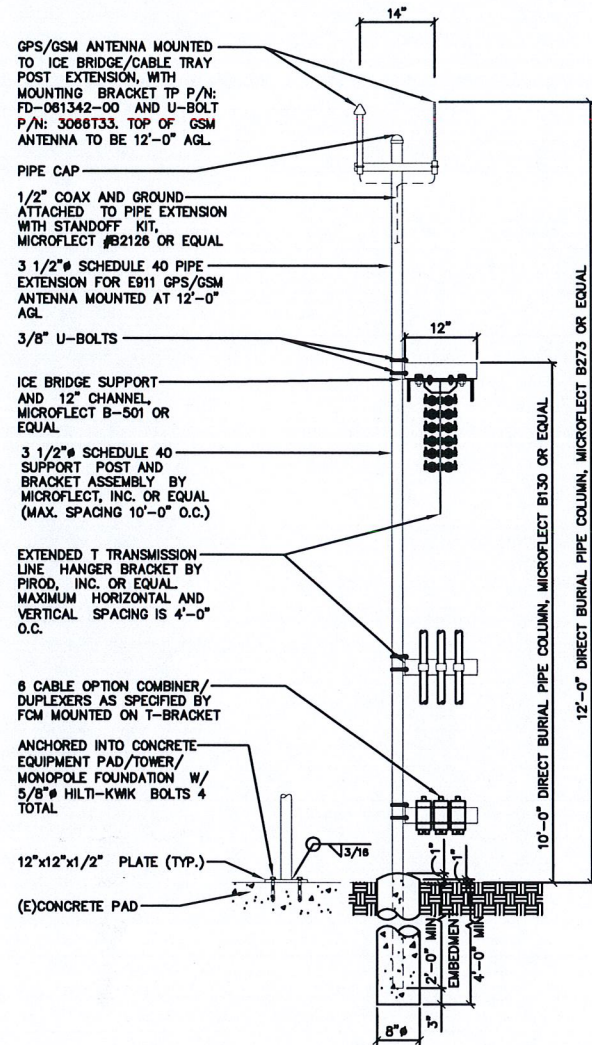 14"
GPS/GSM ANTENNA MOUNTED
TO ICE BRIDGE/CABLE TRAY
POST EXTENSION, WITH
MOUNTING BRACKET TP P/N:
FD-061342-00 AND U-BOLT
P/N: 3066T33. TOP OF GSM
ANTENNA TO BE 12'-0" AGL.
PIPE CAP
1/2" COAX AND GROUND
ATTACHED TO PIPE EXTENSION
WITH STANDOFF KIT,
MICROFLECT #B2126 OR EQUAL
3 1/2"ø SCHEDULE 40 PIPE
EXTENSION FOR E911 GPS/GSM
ANTENNA MOUNTED AT 12'-0"
AGL
3/8" U-BOLTS
12"
ICE BRIDGE SUPPORT
AND 12" CHANNEL,
MICROFLECT B-501 OR
EQUAL
3 1/2"ø SCHEDULE 40
SUPPORT POST AND
BRACKET ASSEMBLY BY
MICROFLECT, INC. OR EQUAL
(MAX. SPACING 10'-0" O.C.)
EXTENDED T TRANSMISSION
LINE HANGER BRACKET BY
PIROD, INC. OR EQUAL.
MAXIMUM HORIZONTAL AND
VERTICAL SPACING IS 4'-0"
O.C.
6 CABLE OPTION COMBINER/
DUPLEXERS AS SPECIFIED BY
FCM MOUNTED ON T-BRACKET
ANCHORED INTO CONCRETE
EQUIPMENT PAD/TOWER/
MONOPOLE FOUNDATION W/
5/8"ø HILTI-KWIK BOLTS 4
TOTAL
3/16
12"x12"x1/2" PLATE (TYP.)
(E)CONCRETE PAD
10'-0" DIRECT BURIAL PIPE COLUMN, MICROFLECT B130 OR EQUAL
12'-0" DIRECT BURIAL PIPE COLUMN, MICROFLECT B273 OR EQUAL
1"
2'-0" MIN
EMBEDMENT
4'-0" MIN
3"
8"ø